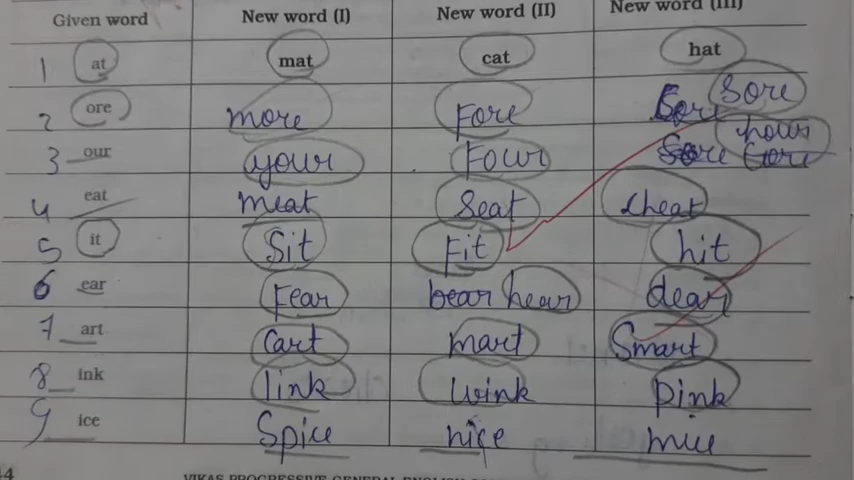 Given word New word (I) New word (II) New word (III)
1 at mat cat hat
2 ore more Fore Sore Sore
hour
3 our your Four Sore
4 eat meat Seat cheat
5 it Sit Fit hit
6 ear Fear bear hear dear
7 art Cart mart Smart
8 ink link wink Pink
9 ice Spice nice mice
VIKAS PROGRESSIVE GENERAL ENGLISH